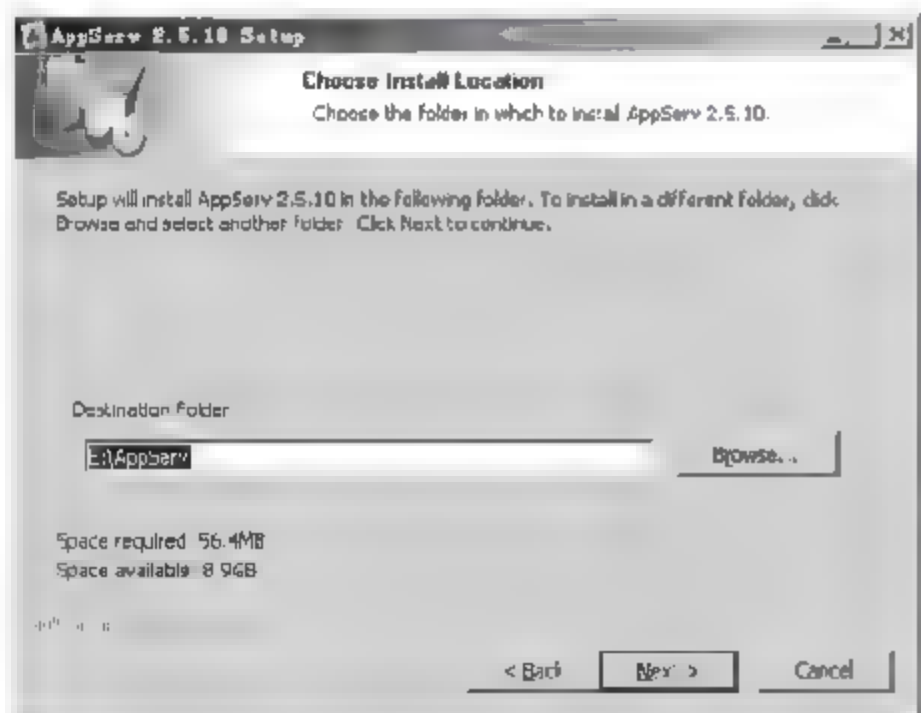 AppServ 2.5.10 Setup
Choose Install Location
Choose the folder in which to install AppServ 2.5.10.
Setup will install AppServ 2.5.10 in the following folder. To install in a different folder, click
Browse and select another folder. Click Next to continue.
Destination Folder
E:\AppServ
Browse...
Space required: 56.4MB
Space available: 8.9GB
< Back
Next >
Cancel